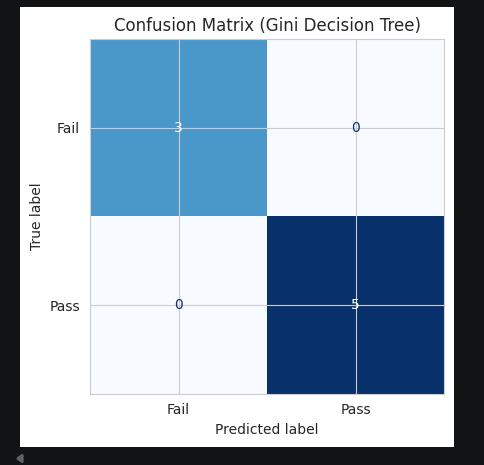 Confusion Matrix (Gini Decision Tree)
Fail
3
0
True label
Pass
0
5
Fail
Pass
Predicted label